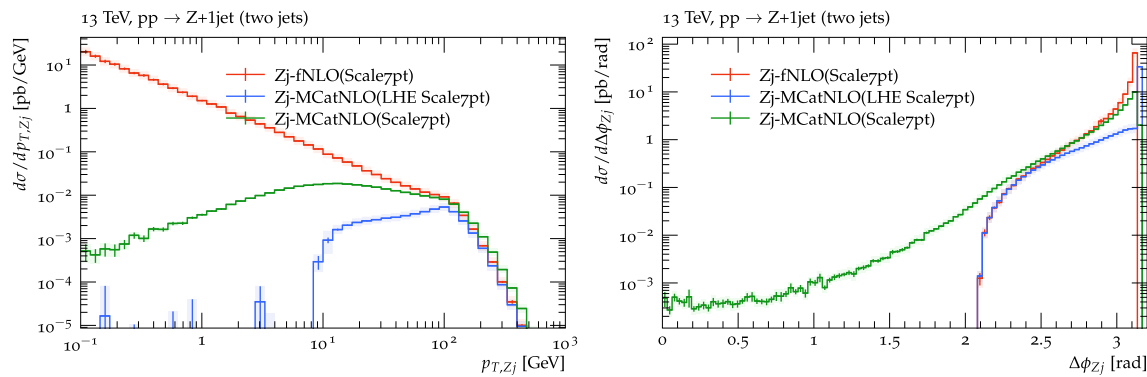 13 TeV, pp → Z+1jet (two jets)
dσ/dp_{T,Zj} [pb/GeV]
10^1
1
10^{−1}
10^{−2}
10^{−3}
10^{−4}
10^{−5}
Zj-fNLO(Scale7pt)
Zj-MCatNLO(LHE Scale7pt)
Zj-MCatNLO(Scale7pt)
10^{−1} 1 10^1 10^2 10^3
p_{T,Zj} [GeV]
13 TeV, pp → Z+1jet (two jets)
dσ/dΔϕ_{Zj} [pb/rad]
10^2
10^1
1
10^{−1}
10^{−2}
10^{−3}
Zj-fNLO(Scale7pt)
Zj-MCatNLO(LHE Scale7pt)
Zj-MCatNLO(Scale7pt)
0 0.5 1 1.5 2 2.5 3
Δϕ_{Zj} [rad]